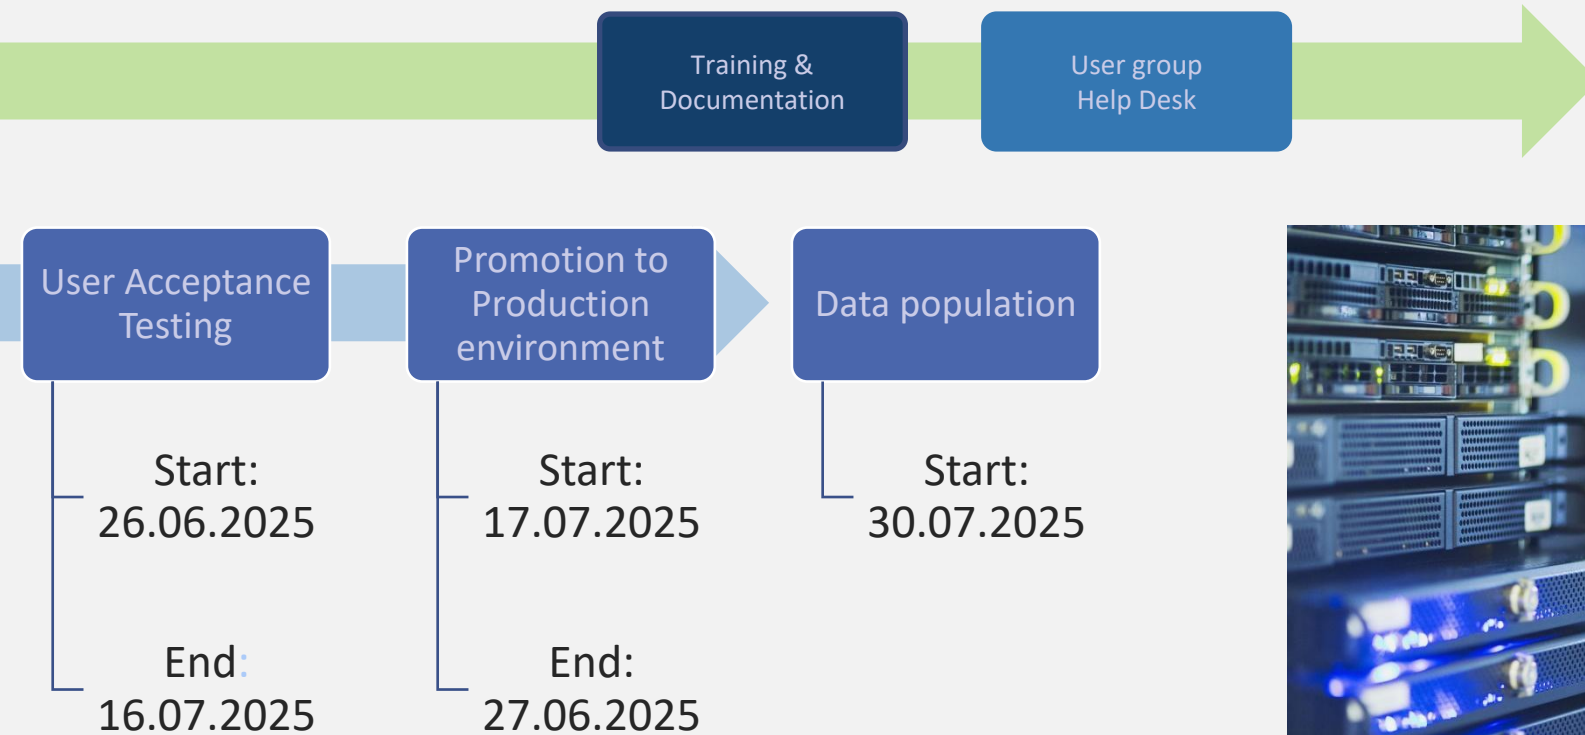 Training &
Documentation
User group
Help Desk
User Acceptance
Testing
Promotion to
Production
environment
Data population
Start:
26.06.2025
Start:
17.07.2025
Start:
30.07.2025
End:
16.07.2025
End:
27.06.2025